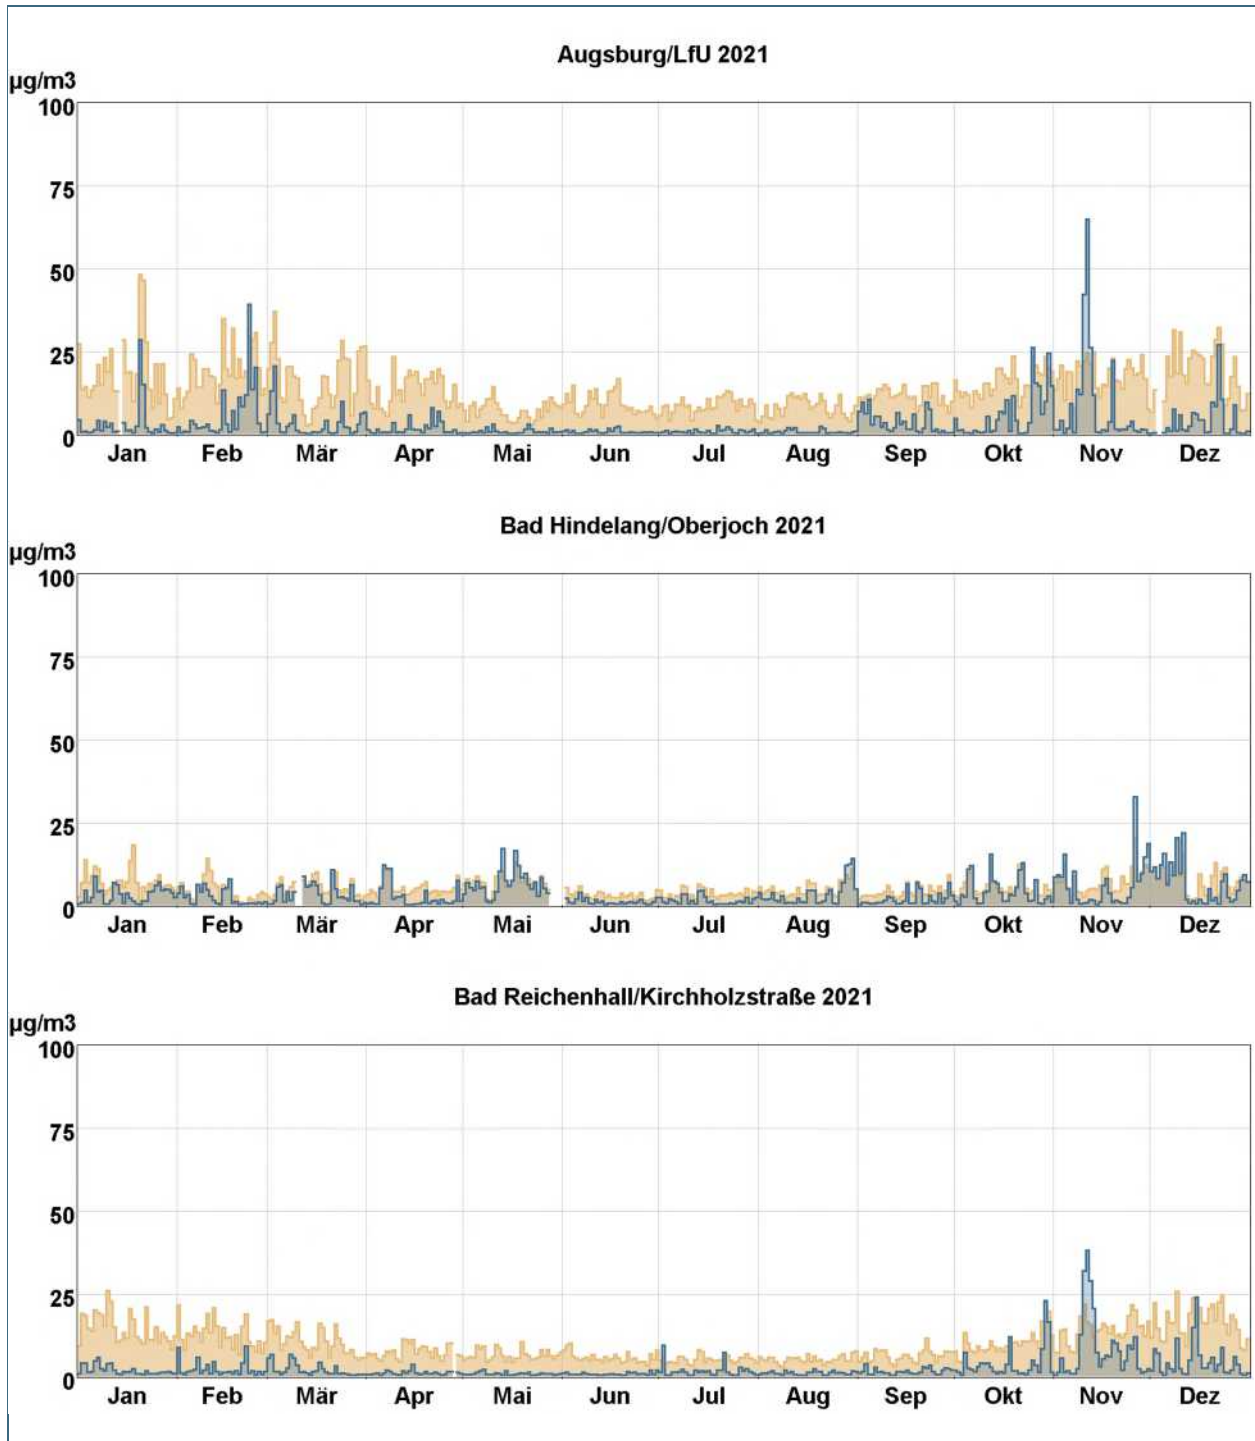 Augsburg/LfU 2021
µg/m3
100
75
50
25
0
Jan Feb Mär Apr Mai Jun Jul Aug Sep Okt Nov Dez
Bad Hindelang/Oberjoch 2021
µg/m3
100
75
50
25
0
Jan Feb Mär Apr Mai Jun Jul Aug Sep Okt Nov Dez
Bad Reichenhall/Kirchholzstraße 2021
µg/m3
100
75
50
25
0
Jan Feb Mär Apr Mai Jun Jul Aug Sep Okt Nov Dez